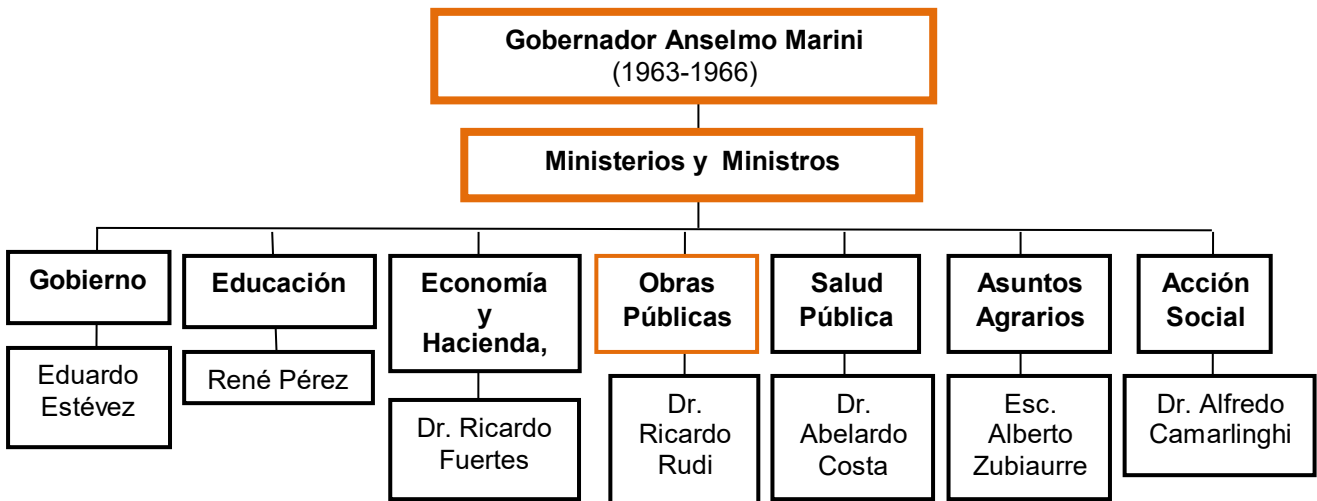 Gobernador Anselmo Marini
(1963-1966)
Ministerios y Ministros
Gobierno
Educación
Economía
y
Hacienda,
Obras
Públicas
Salud
Pública
Asuntos
Agrarios
Acción
Social
Eduardo
Estévez
René Pérez
Dr. Ricardo
Fuertes
Dr.
Ricardo
Rudi
Dr.
Abelardo
Costa
Esc.
Alberto
Zubiaurre
Dr. Alfredo
Camarlinghi